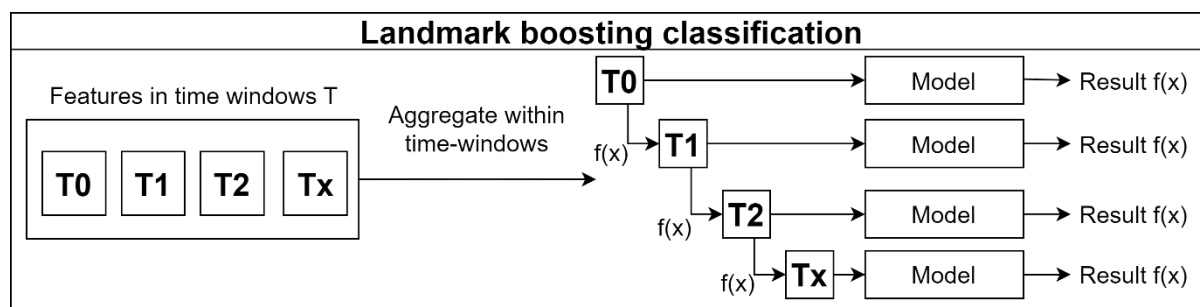 Landmark boosting classification
Features in time windows T
T0
T1
T2
Tx
Aggregate within
time-windows
T0
Model
Result f(x)
f(x)
T1
Model
Result f(x)
f(x)
T2
Model
Result f(x)
f(x)
Tx
Model
Result f(x)